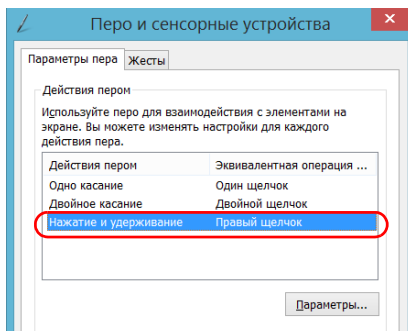 Перо и сенсорные устройства
Параметры пера Жесты
Действия пером
Используйте перо для взаимодействия с элементами на
экране. Вы можете изменять настройки для каждого
действия пера.
Действия пером Эквивалентная операция ...
Одно касание Один щелчок
Двойное касание Двойной щелчок
Нажатие и удерживание Правый щелчок
Параметры...